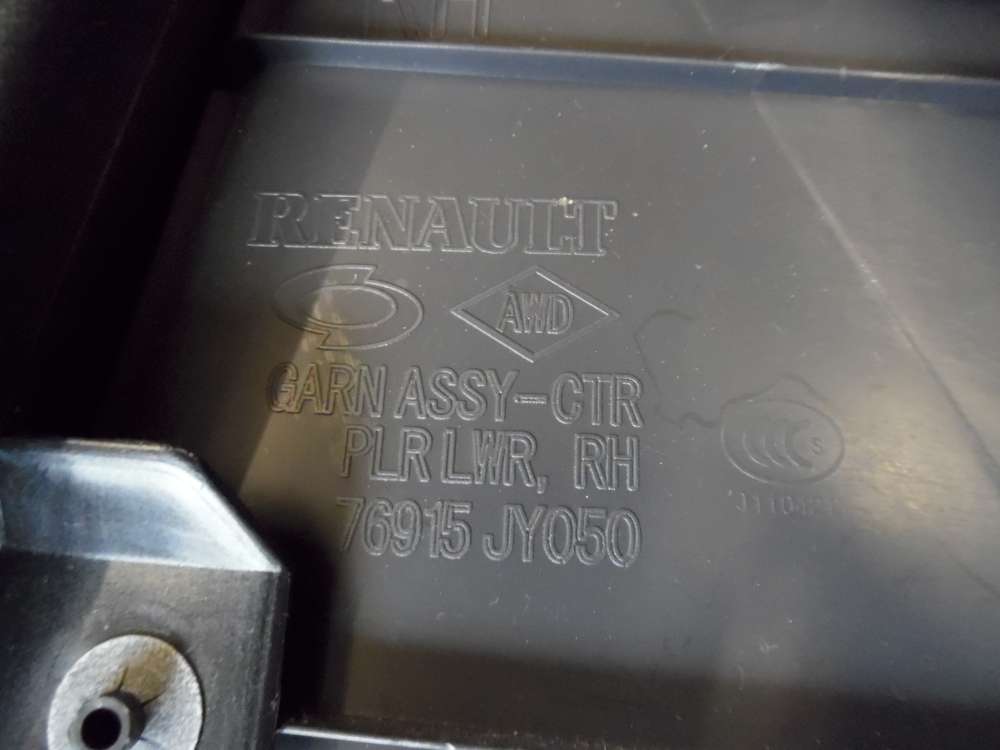 RENAULT
AWD
GARN ASSY-CTR
PLR LWR, RH
76915 JY050
S